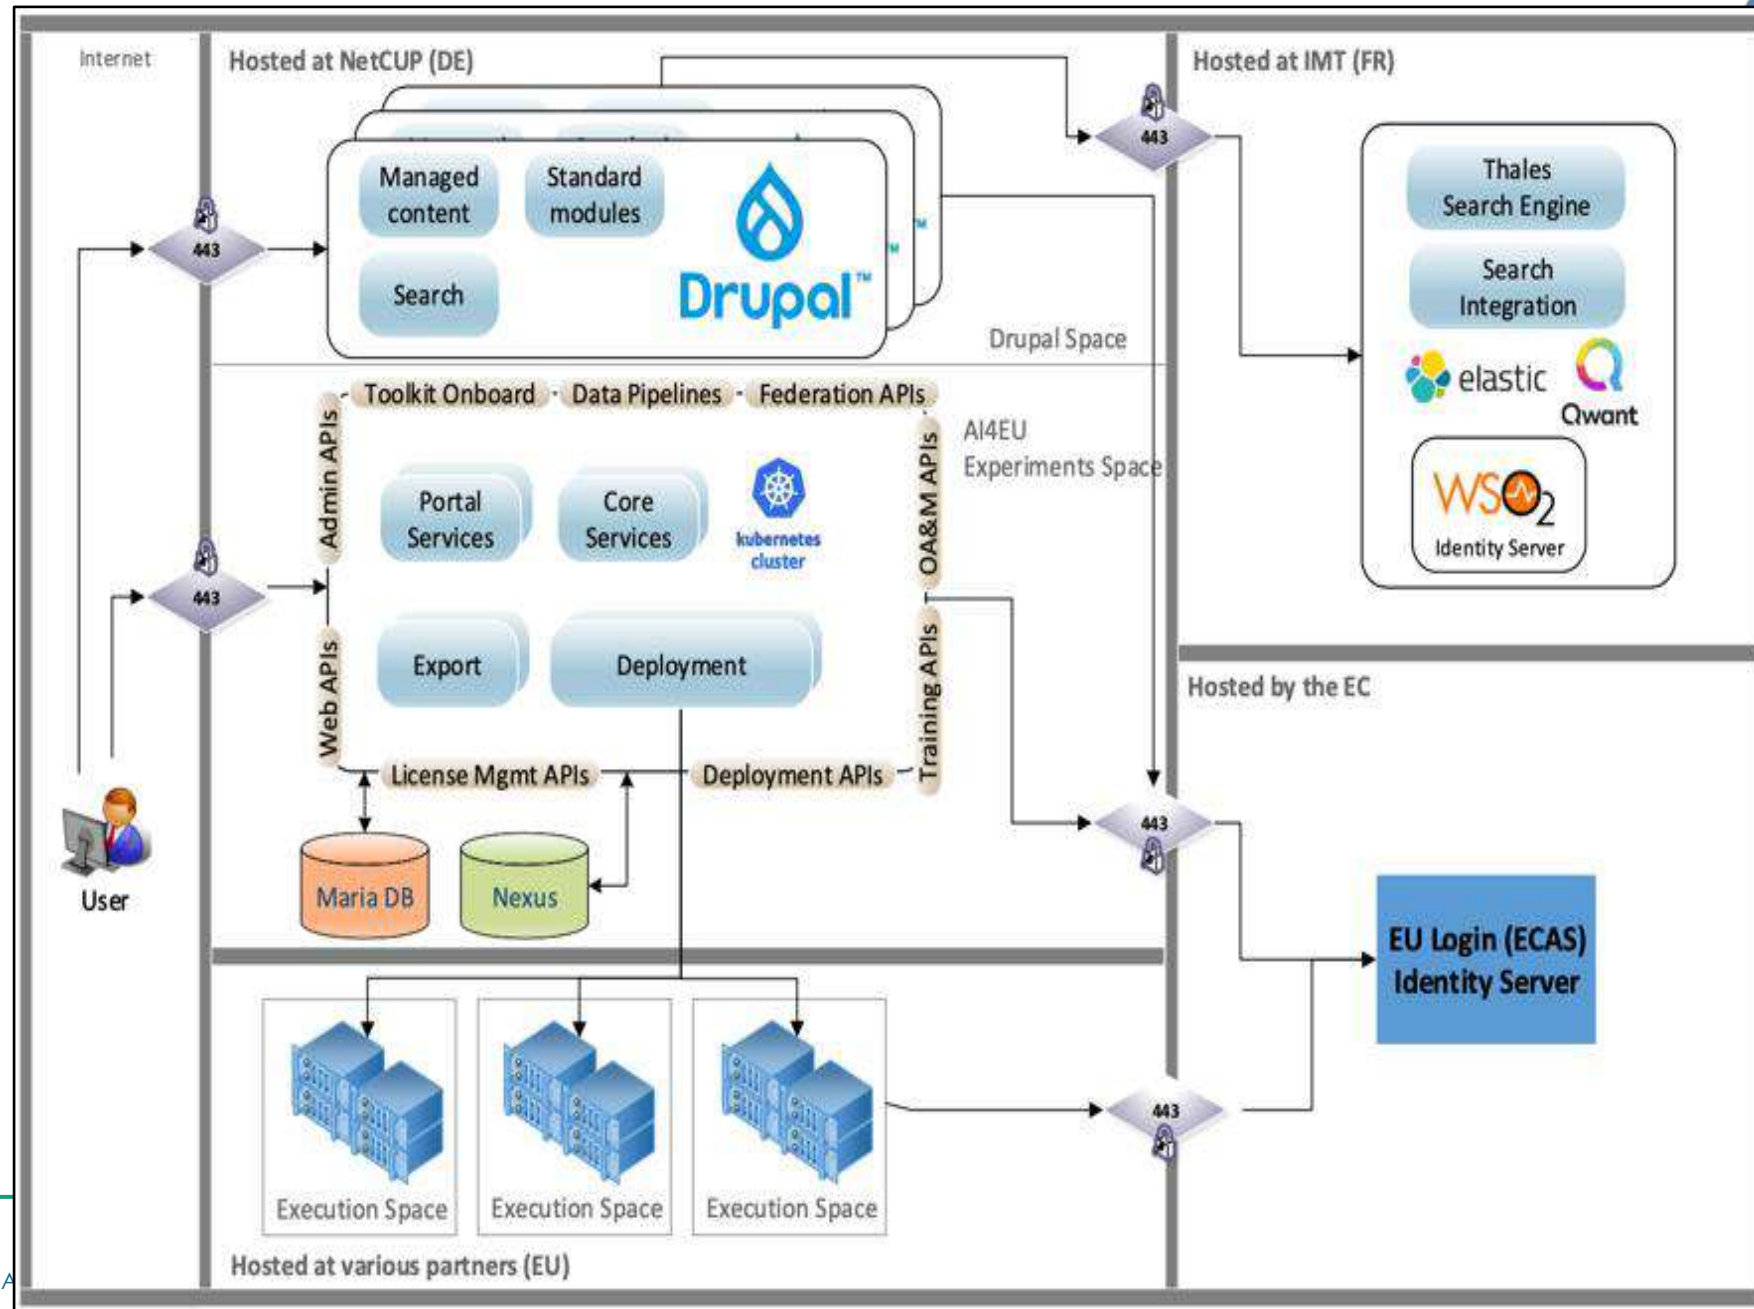 Internet
Hosted at NetCUP (DE)
Hosted at IMT (FR)
443
443
Managed
content
Standard
modules
Search
Drupal™
™
™
Drupal Space
Thales
Search Engine
Search
Integration
elastic
Qwant
WSO2
Identity Server
Toolkit Onboard
Data Pipelines
Federation APIs
Admin APIs
OA&M APIs
AI4EU
Experiments Space
Portal
Services
Core
Services
kubernetes
cluster
443
Export
Deployment
Web APIs
Training APIs
License Mgmt APIs
Deployment APIs
Hosted by the EC
443
User
Maria DB
Nexus
EU Login (ECAS)
Identity Server
443
Execution Space
Execution Space
Execution Space
Hosted at various partners (EU)
A